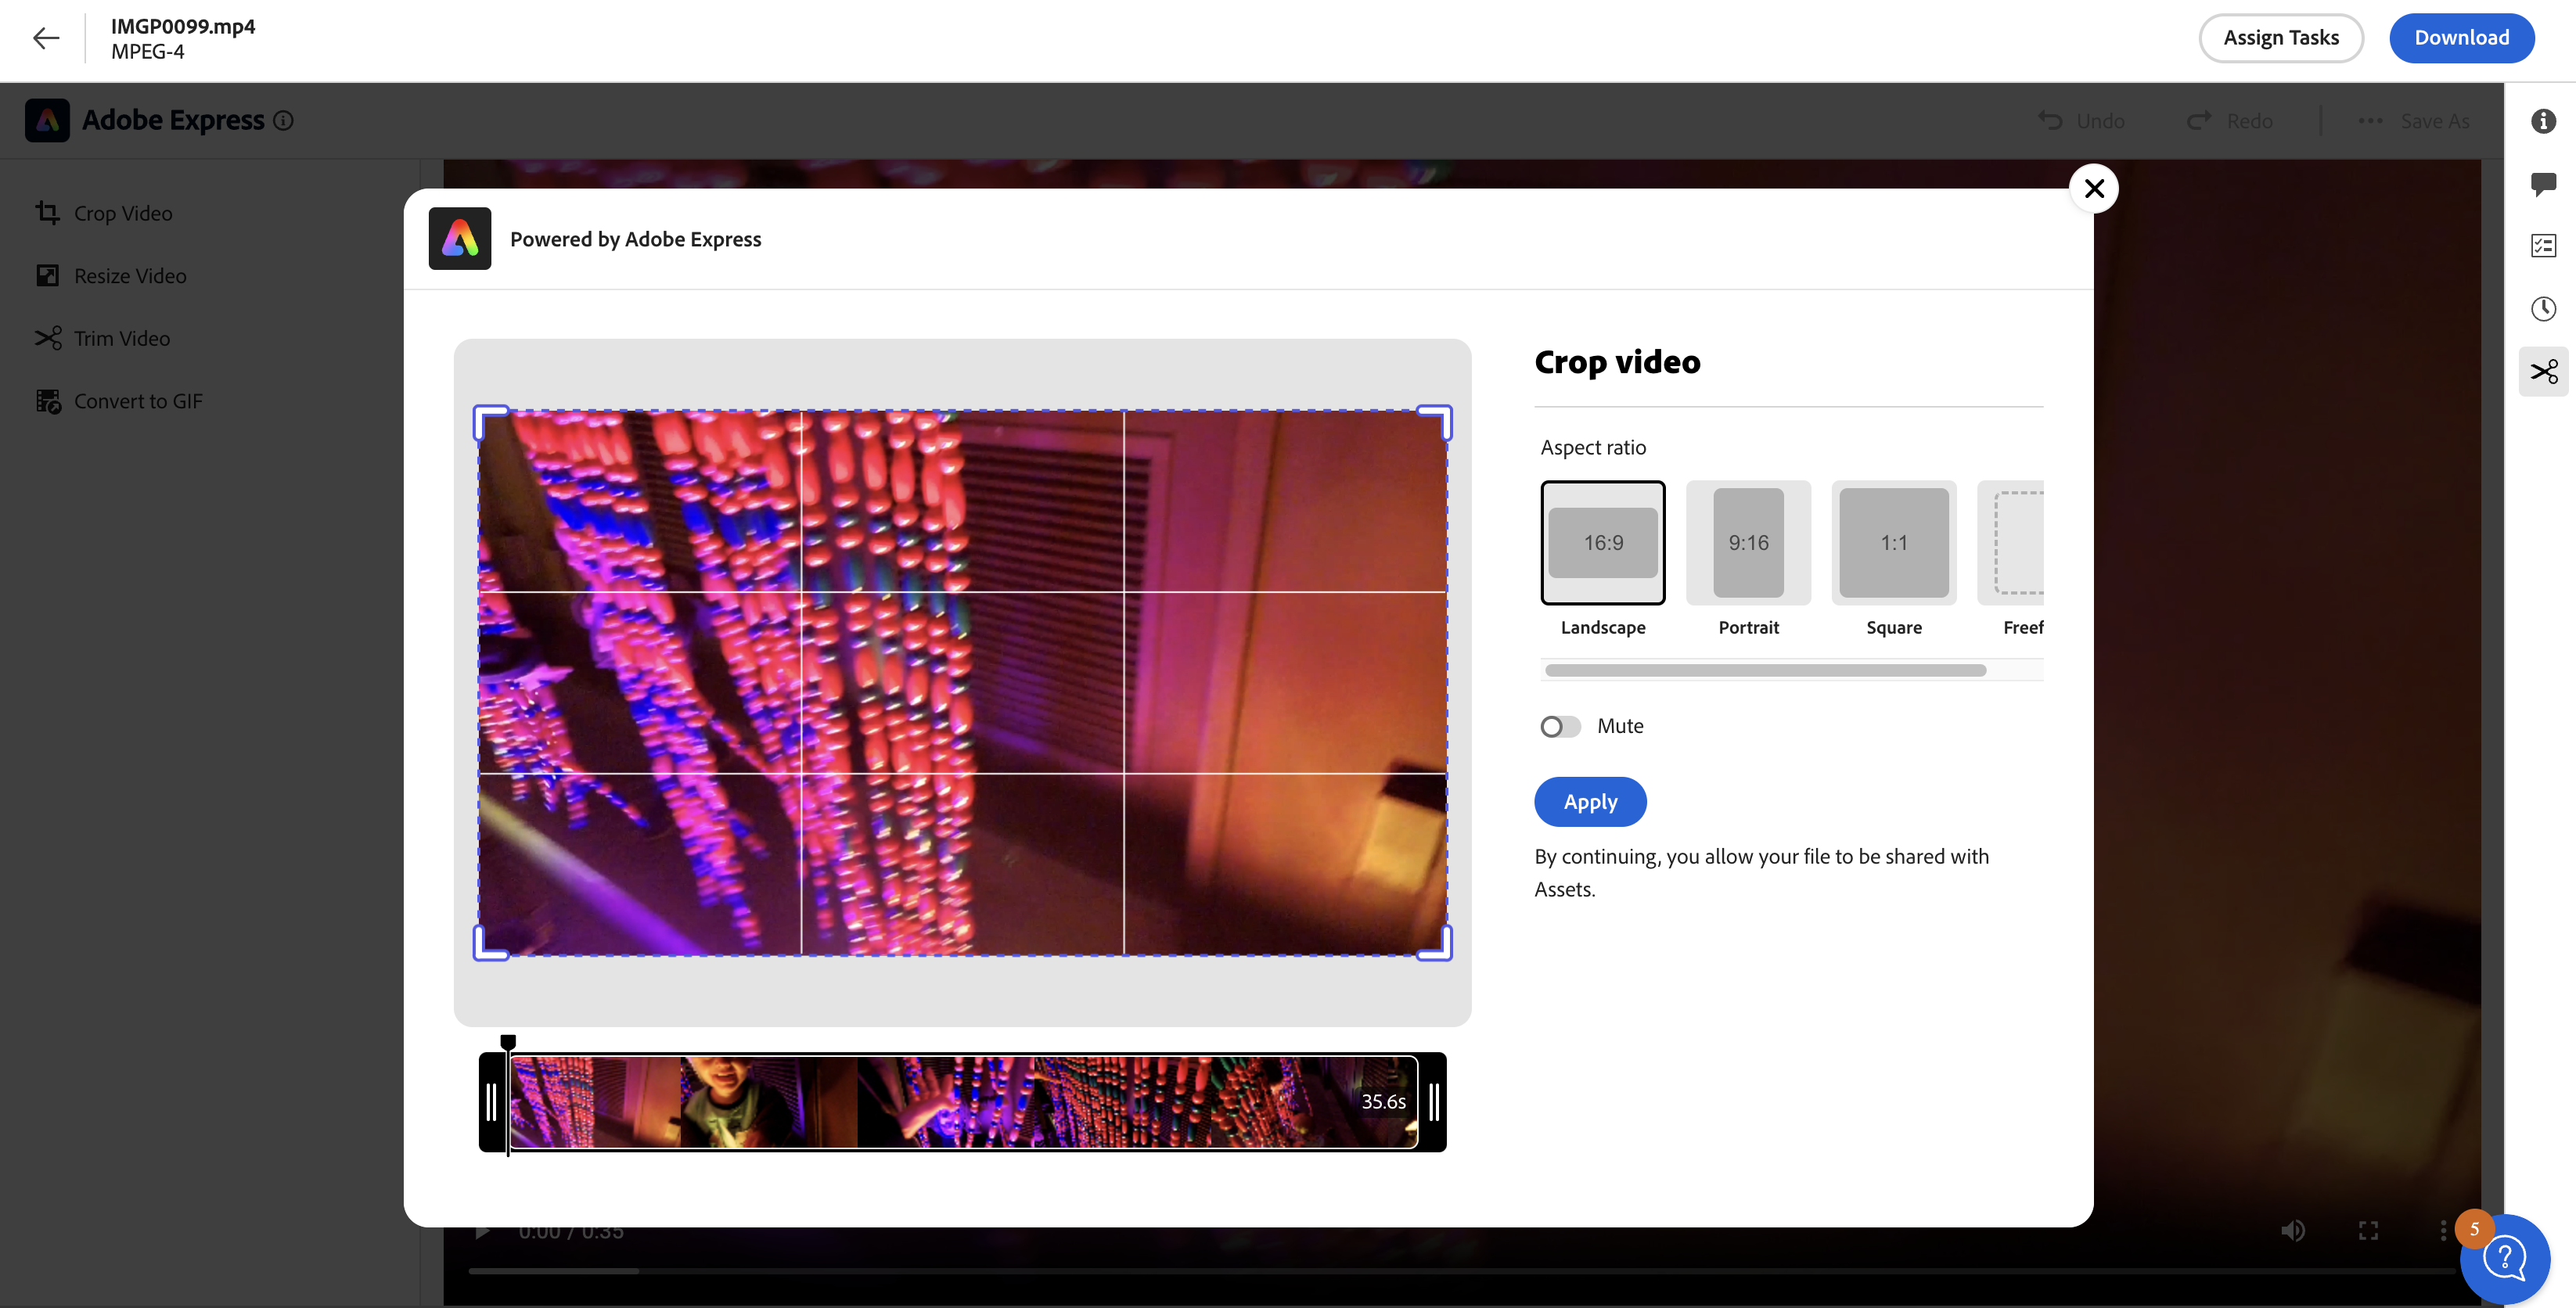 IMGP0099.mp4
MPEG-4
Assign Tasks
Download
Adobe Express
Undo
Redo
Save As
Crop Video
Resize Video
Trim Video
Convert to GIF
Powered by Adobe Express
Crop video
Aspect ratio
16:9
9:16
1:1
Landscape
Portrait
Square
Freef
Mute
Apply
By continuing, you allow your file to be shared with
Assets.
35.6s
0:00 / 0:35
5